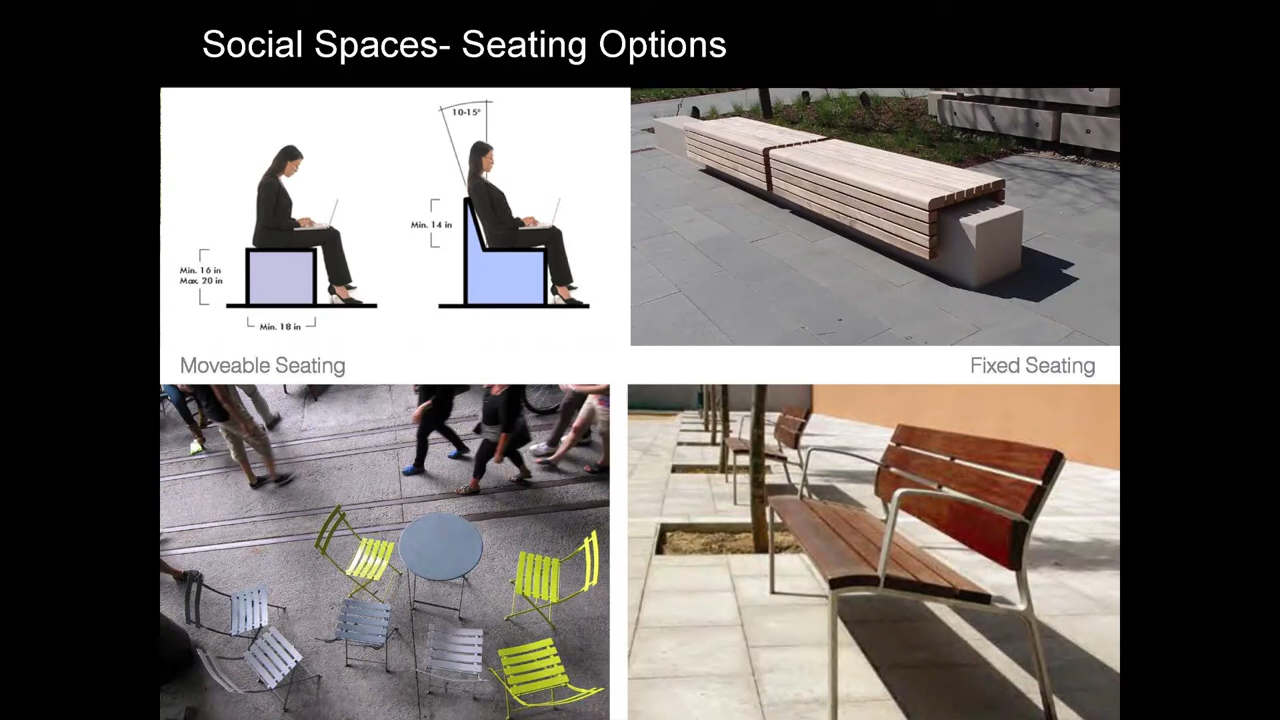 Social Spaces- Seating Options
10-15°
Min. 14 in
Min. 16 in
Max. 20 in
Min. 18 in
Moveable Seating
Fixed Seating